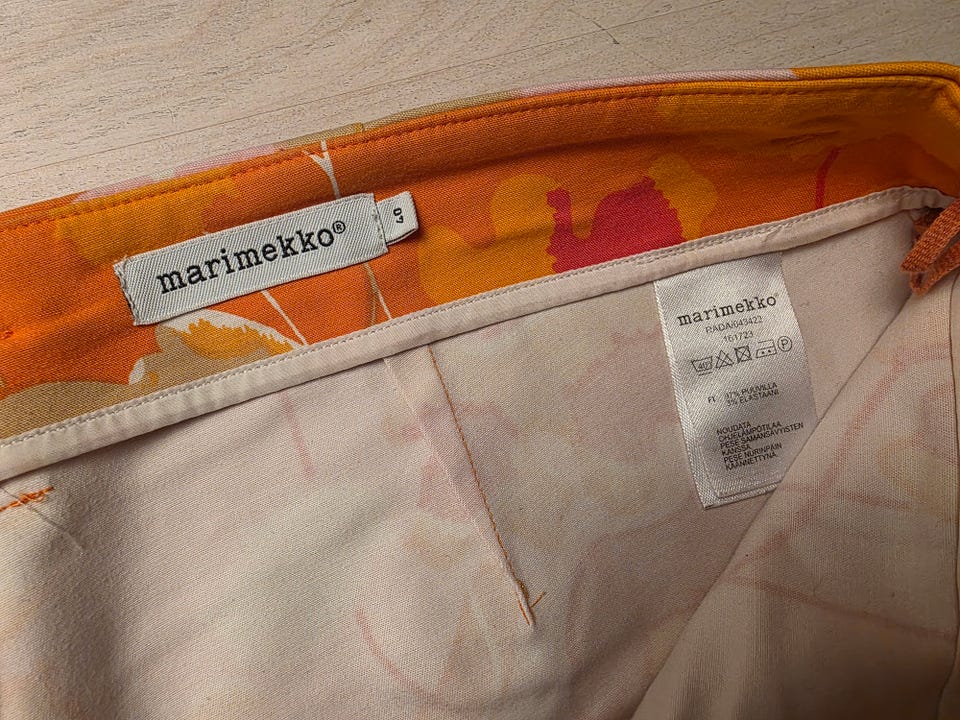 marimekko®
40
marimekko®
RADA/043422
161723
40
P
FI 97% PUUVILLA
3% ELASTAANI
NOUDATA
OHJELÄMPÖTILAA
PESE SAMANSÄVYISTEN
KANSSA
PESE NURINPÄIN
KÄÄNNETTYNÄ